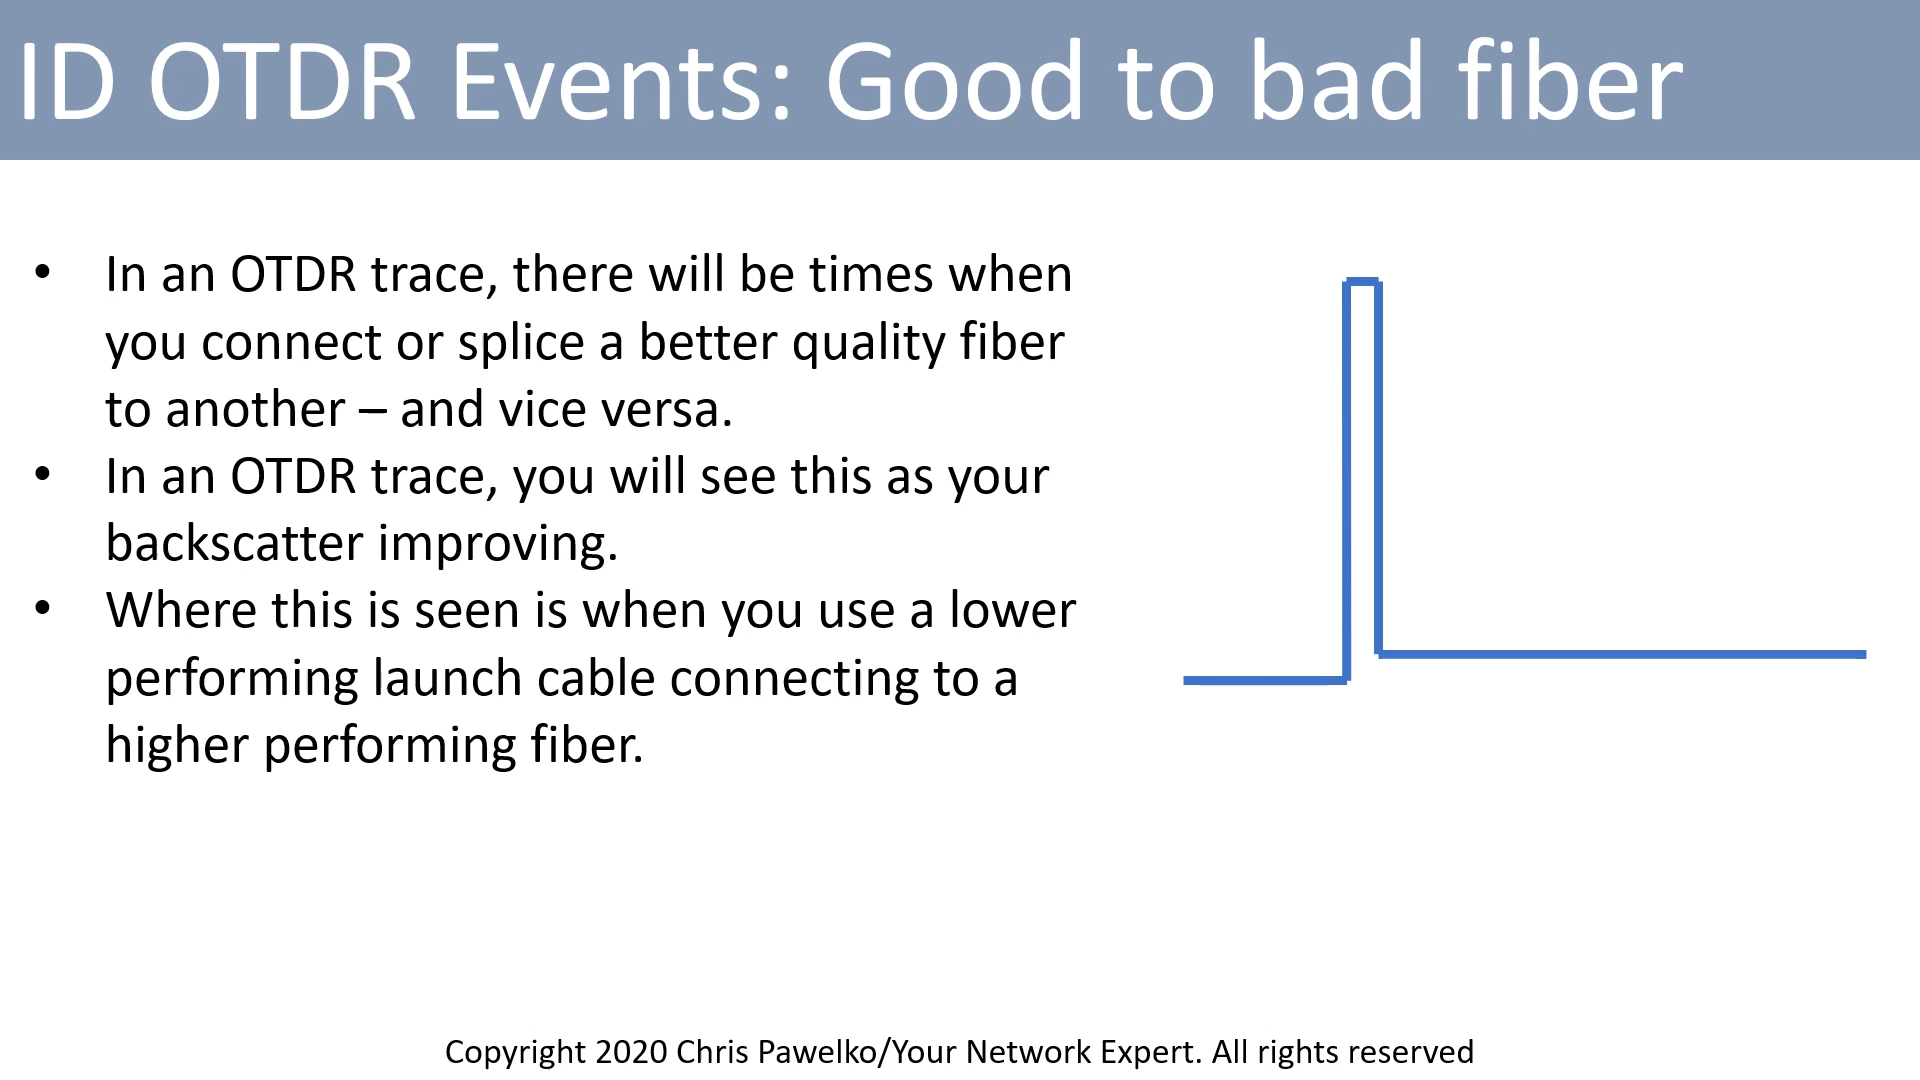 ID OTDR Events: Good to bad fiber
• In an OTDR trace, there will be times when
you connect or splice a better quality fiber
to another – and vice versa.
• In an OTDR trace, you will see this as your
backscatter improving.
• Where this is seen is when you use a lower
performing launch cable connecting to a
higher performing fiber.
Copyright 2020 Chris Pawelko/Your Network Expert. All rights reserved